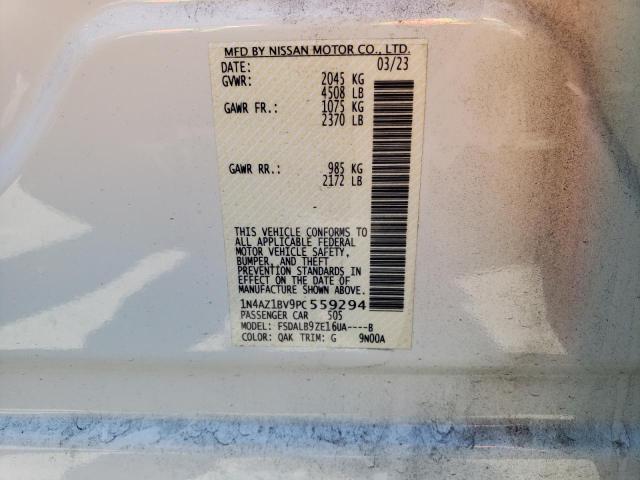 MFD BY NISSAN MOTOR CO., LTD.
DATE: 03/23
GVWR: 2045 KG
4508 LB
GAWR FR.: 1075 KG
2370 LB
GAWR RR.: 985 KG
2172 LB
THIS VEHICLE CONFORMS TO
ALL APPLICABLE FEDERAL
MOTOR VEHICLE SAFETY,
BUMPER, AND THEFT
PREVENTION STANDARDS IN
EFFECT ON THE DATE OF
MANUFACTURE SHOWN ABOVE.
1N4AZ1BV9PC 559294
PASSENGER CAR 505
MODEL: FSDALB9ZE16UA----B
COLOR: QAK TRIM: G 9N00A